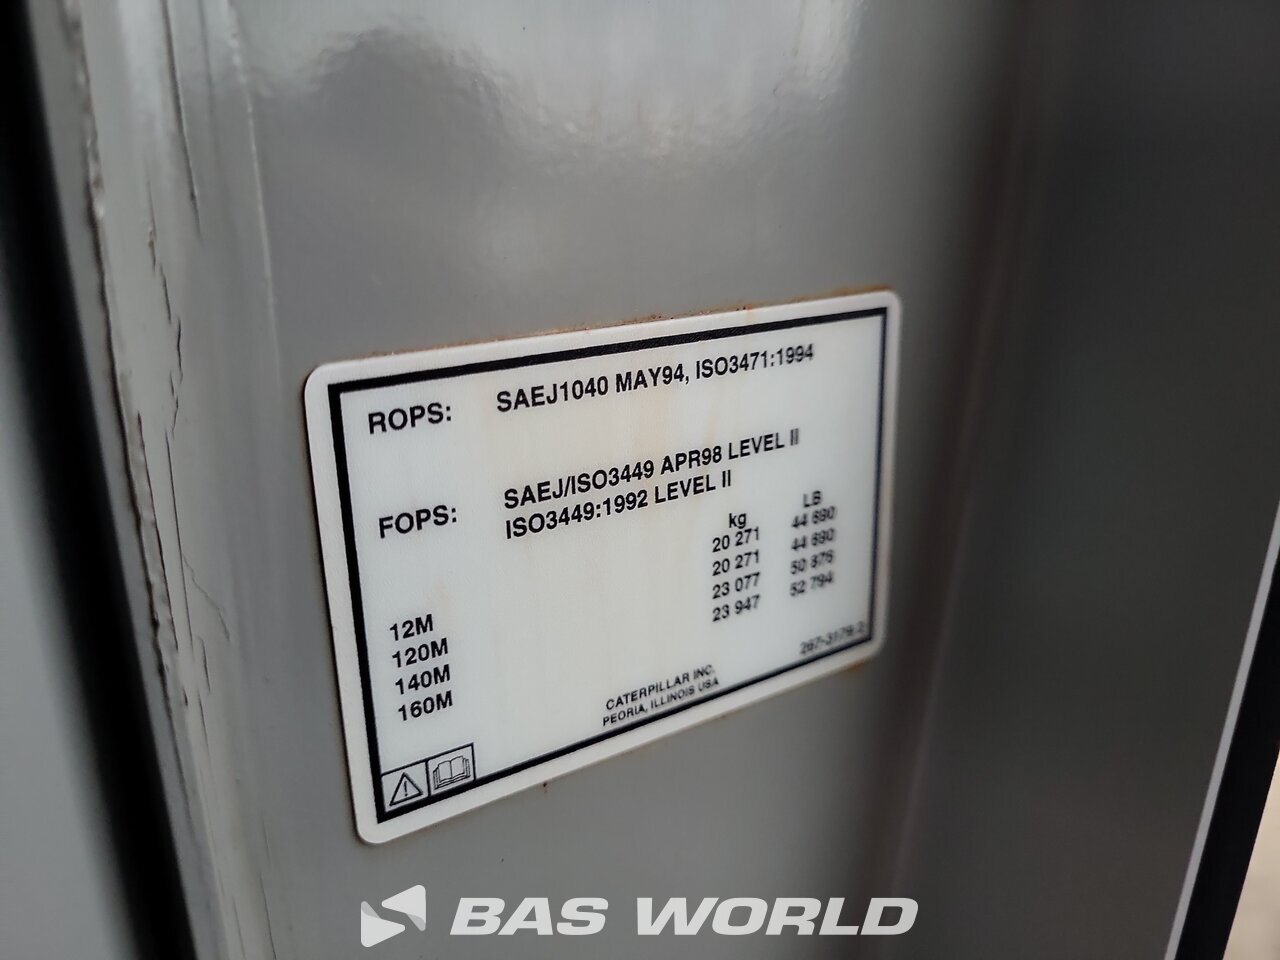 ROPS: SAEJ1040 MAY94, ISO3471:1994
FOPS: SAEJ/ISO3449 APR98 LEVEL II
ISO3449:1992 LEVEL II
kg LB
12M 20 271 44 690
120M 20 271 44 690
140M 23 077 50 876
160M 23 947 52 794
CATERPILLAR INC.
PEORIA, ILLINOIS USA
BAS WORLD